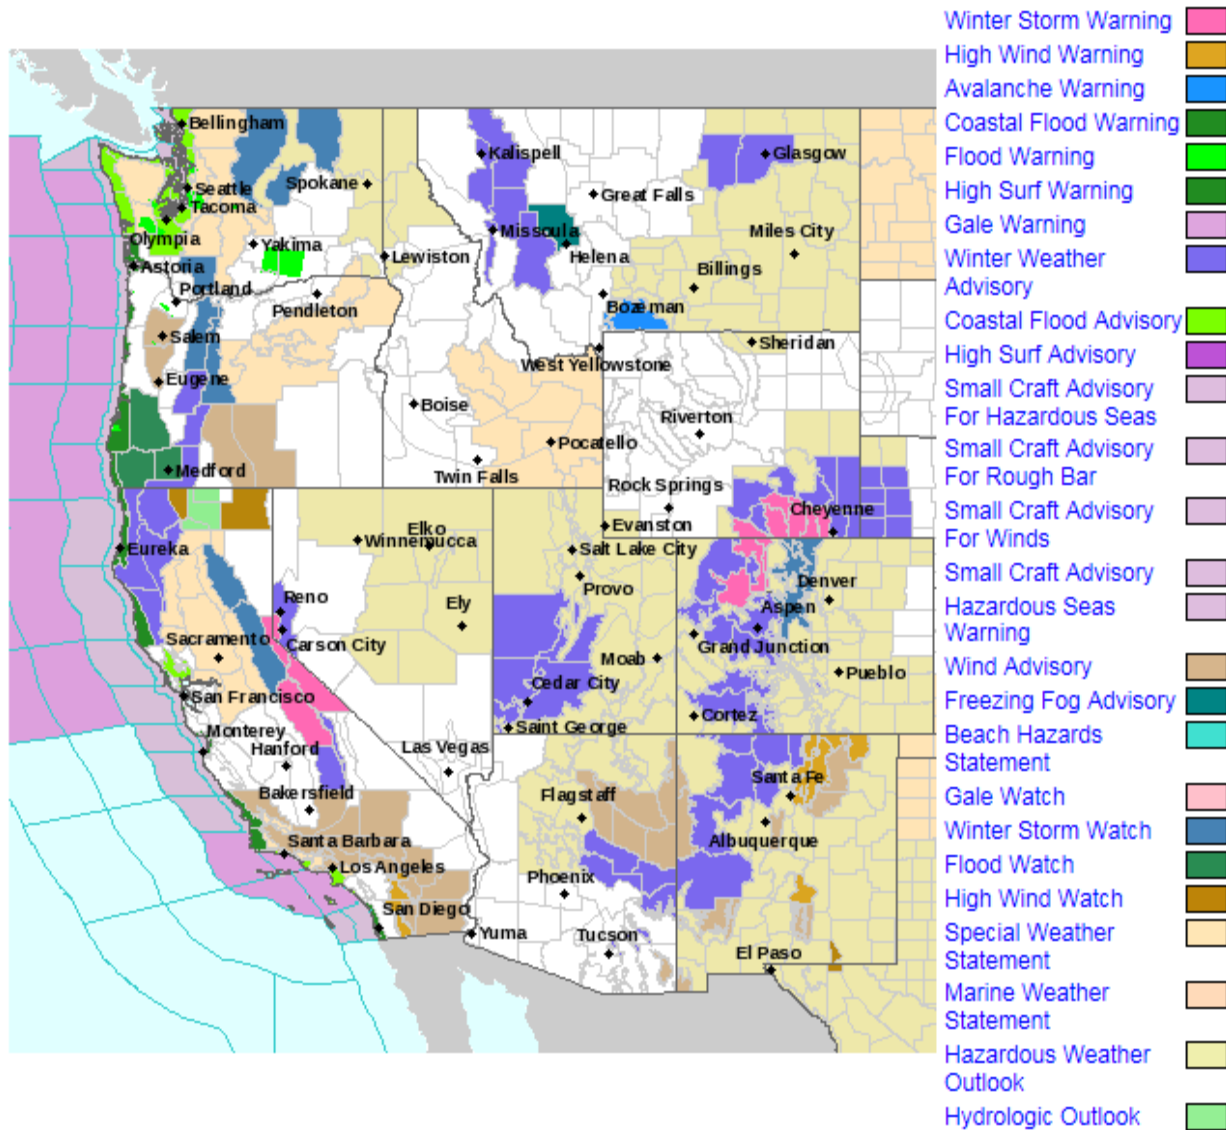 Winter Storm Warning
High Wind Warning
Avalanche Warning
Coastal Flood Warning
Flood Warning
High Surf Warning
Gale Warning
Winter Weather
Advisory
Coastal Flood Advisory
High Surf Advisory
Small Craft Advisory
For Hazardous Seas
Small Craft Advisory
For Rough Bar
Small Craft Advisory
For Winds
Small Craft Advisory
Hazardous Seas
Warning
Wind Advisory
Freezing Fog Advisory
Beach Hazards
Statement
Gale Watch
Winter Storm Watch
Flood Watch
High Wind Watch
Special Weather
Statement
Marine Weather
Statement
Hazardous Weather
Outlook
Hydrologic Outlook
Bellingham
Kalispell
Glasgow
Spokane
Seattle
Great Falls
Tacoma
Olympia
Yakima
Missoula
Miles City
Helena
Lewiston
Astoria
Billings
Portland
Pendleton
Bozeman
Salem
Sheridan
West Yellowstone
Eugene
Boise
Riverton
Pocatello
Medford
Twin Falls
Rock Springs
Cheyenne
Evanston
Elko
Winnemucca
Eureka
Salt Lake City
Provo
Denver
Reno
Ely
Aspen
Sacramento
Carson City
Grand Junction
Moab
Pueblo
Cedar City
San Francisco
Cortez
Saint George
Monterey
Hanford
Las Vegas
Santa Fe
Bakersfield
Flagstaff
Albuquerque
Santa Barbara
Los Angeles
Phoenix
San Diego
Yuma
Tucson
El Paso